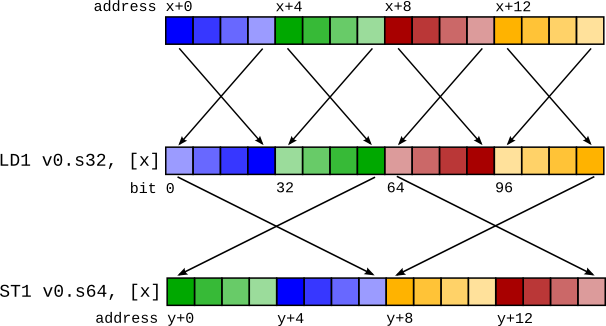 address x+0 x+4 x+8 x+12
LD1 v0.s32, [x]
bit 0 32 64 96
ST1 v0.s64, [x]
address y+0 y+4 y+8 y+12